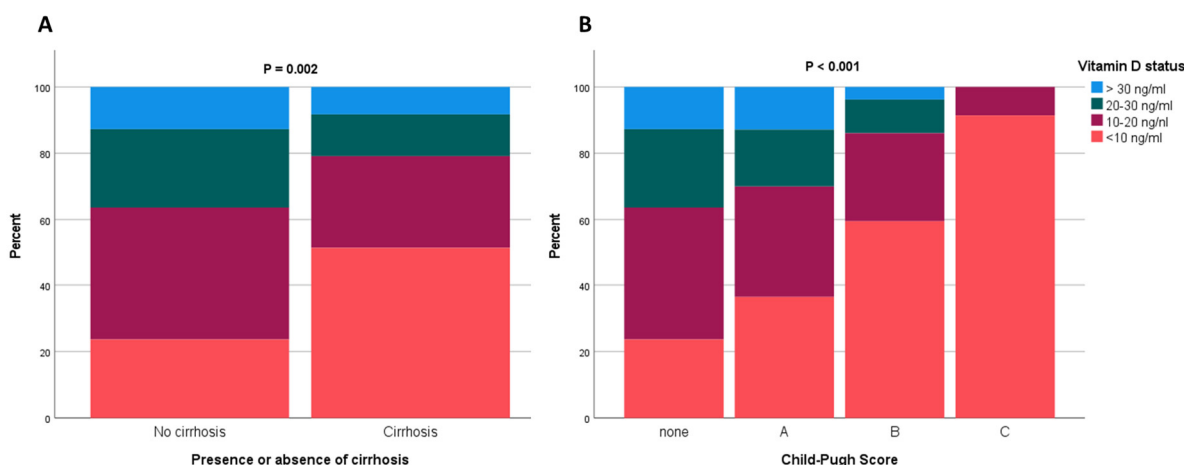 A
P = 0.002
100
80
60
40
20
0
Percent
No cirrhosis
Cirrhosis
Presence or absence of cirrhosis
B
P < 0.001
100
80
60
40
20
0
Percent
none
A
B
C
Child-Pugh Score
Vitamin D status
> 30 ng/ml
20-30 ng/ml
10-20 ng/nl
<10 ng/ml